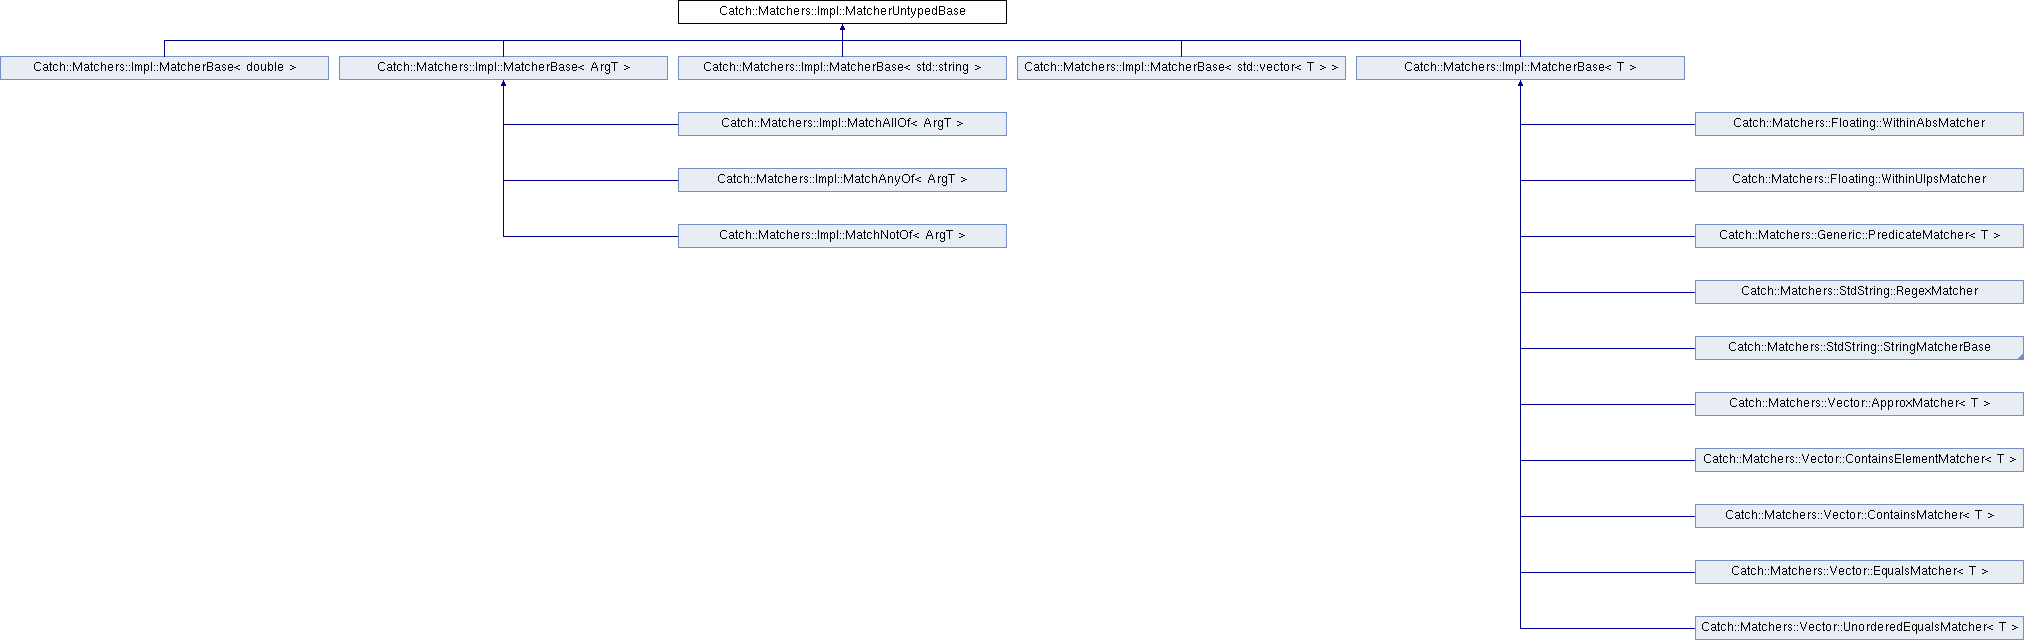 Catch::Matchers::Impl::MatcherUntypedBase
Catch::Matchers::Impl::MatcherBase< double >
Catch::Matchers::Impl::MatcherBase< ArgT >
Catch::Matchers::Impl::MatcherBase< std::string >
Catch::Matchers::Impl::MatcherBase< std::vector< T > >
Catch::Matchers::Impl::MatcherBase< T >
Catch::Matchers::Impl::MatchAllOf< ArgT >
Catch::Matchers::Floating::WithinAbsMatcher
Catch::Matchers::Impl::MatchAnyOf< ArgT >
Catch::Matchers::Floating::WithinUlpsMatcher
Catch::Matchers::Impl::MatchNotOf< ArgT >
Catch::Matchers::Generic::PredicateMatcher< T >
Catch::Matchers::StdString::RegexMatcher
Catch::Matchers::StdString::StringMatcherBase
Catch::Matchers::Vector::ApproxMatcher< T >
Catch::Matchers::Vector::ContainsElementMatcher< T >
Catch::Matchers::Vector::ContainsMatcher< T >
Catch::Matchers::Vector::EqualsMatcher< T >
Catch::Matchers::Vector::UnorderedEqualsMatcher< T >